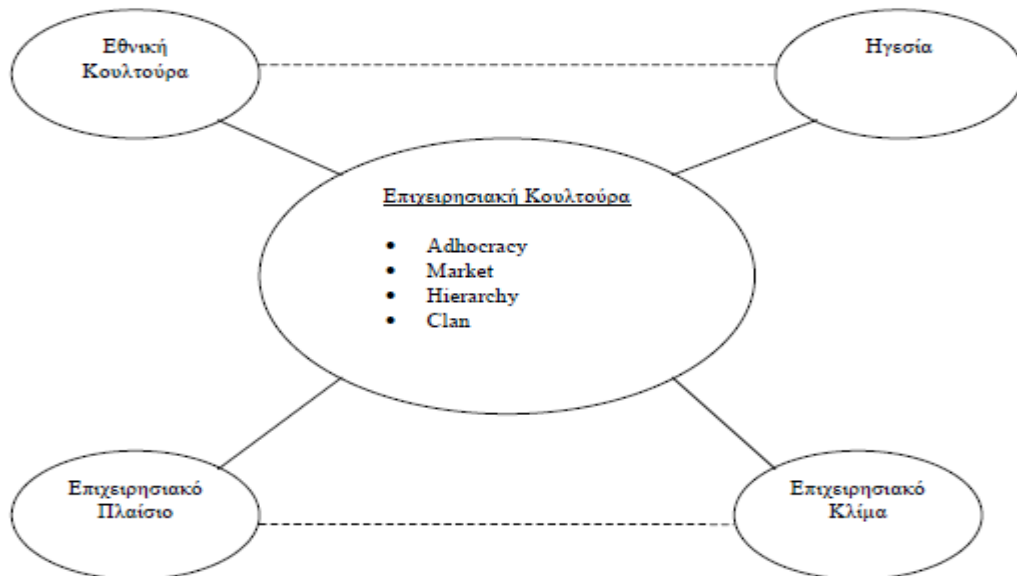 Εθνική
Κουλτούρα
Ηγεσία
Επιχειρησιακή Κουλτούρα
• Adhocracy
• Market
• Hierarchy
• Clan
Επιχειρησιακό
Πλαίσιο
Επιχειρησιακό
Κλίμα